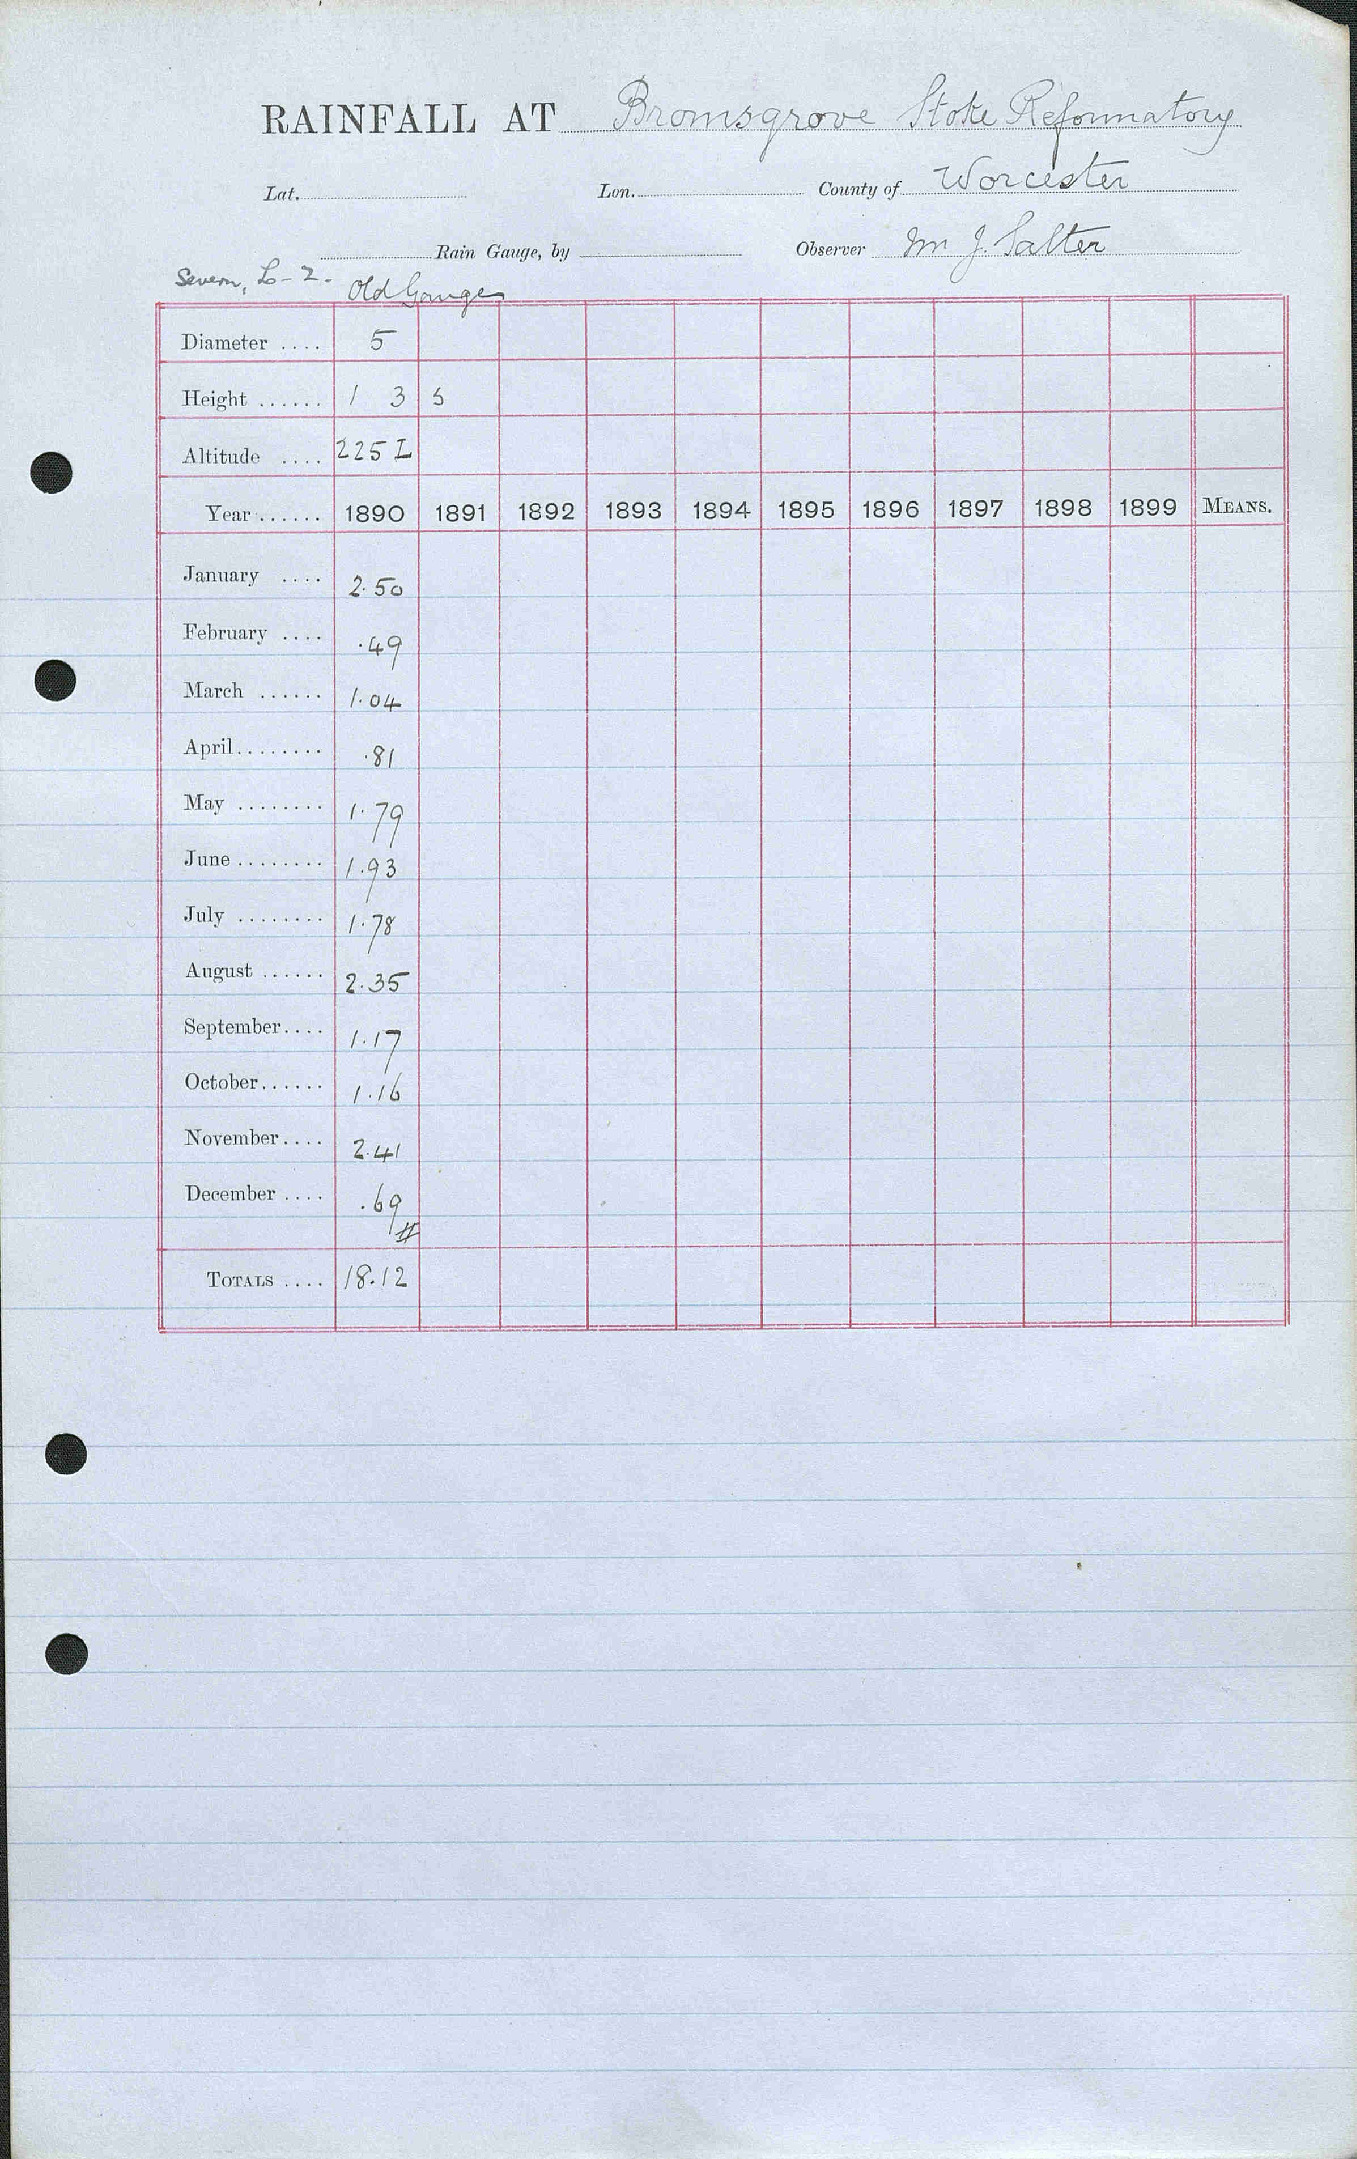 RAINFALL AT Bromsgrove Stoke Reformatory
Lat. Lon. County of Worcester
Rain Gauge, by Observer Mr J. Salter
Severn, L-2. Old Gauge
Diameter .... 5
Height ...... 1 3 5
Altitude .... 225 L
Year ...... 1890 1891 1892 1893 1894 1895 1896 1897 1898 1899 MEANS.
January .... 2.50
February .... .49
March ...... 1.04
April ........ .81
May ........ 1.79
June ........ 1.93
July ........ 1.78
August ...... 2.35
September .... 1.17
October ...... 1.16
November .... 2.41
December .... .69
#
TOTALS .... 18.12